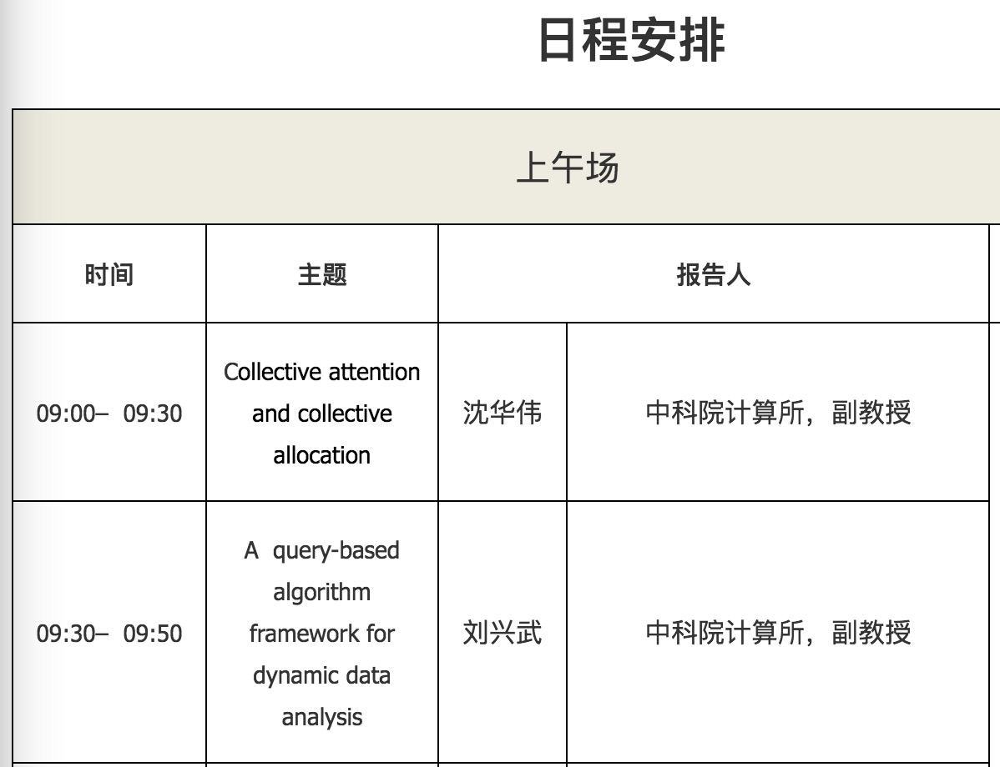 日程安排
上午场
时间 主题 报告人
09:00– 09:30
Collective attention
and collective
allocation
沈华伟
中科院计算所，副教授
09:30– 09:50
A query-based
algorithm
framework for
dynamic data
analysis
刘兴武
中科院计算所，副教授